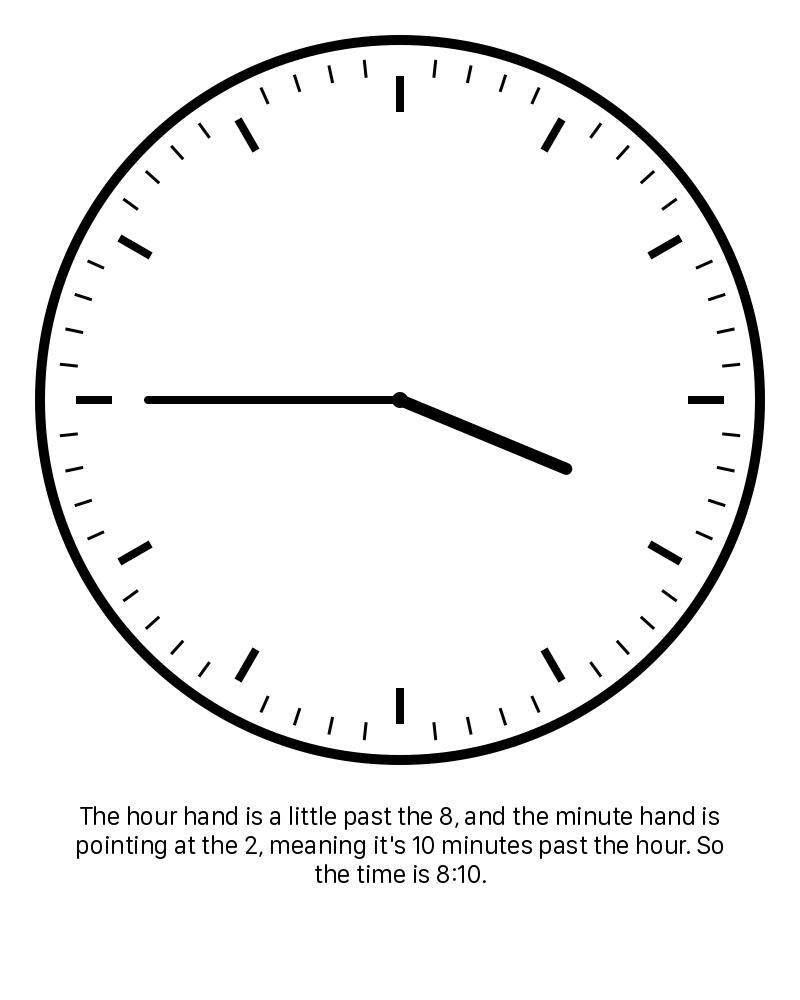 The hour hand is a little past the 8, and the minute hand is
pointing at the 2, meaning it's 10 minutes past the hour. So
the time is 8:10.